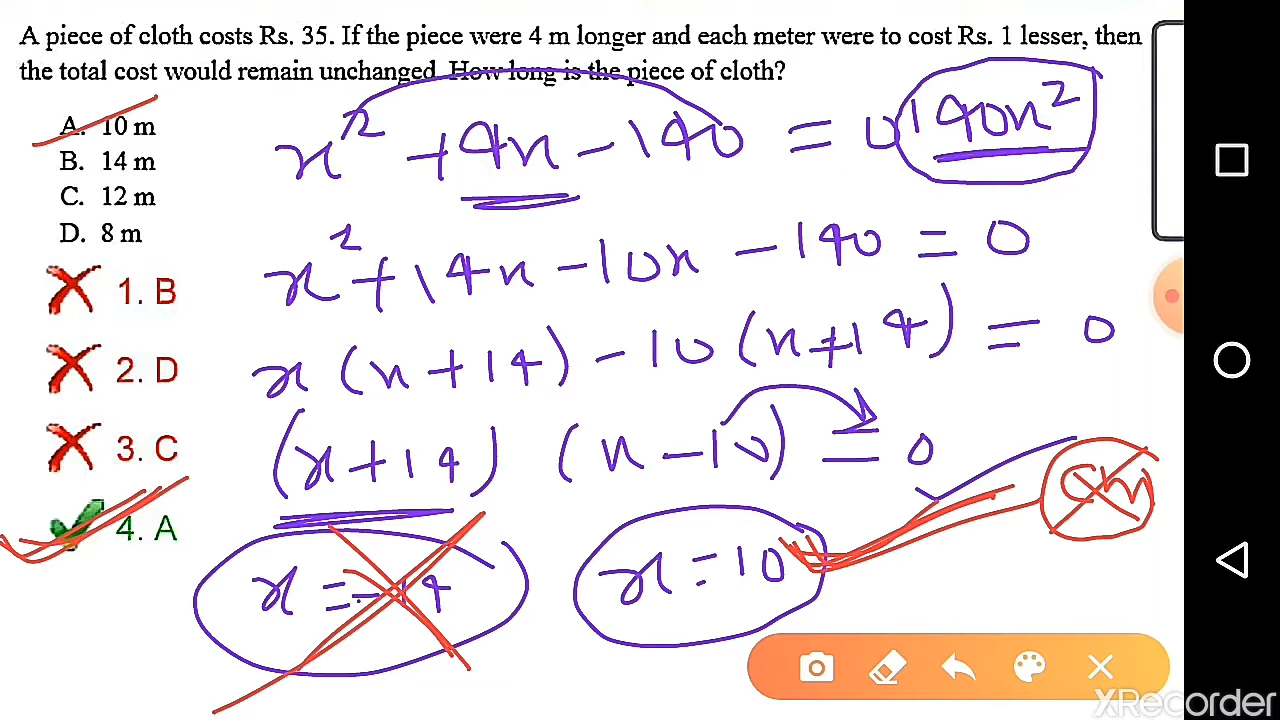 A piece of cloth costs Rs. 35. If the piece were 4 m longer and each meter were to cost Rs. 1 lesser, then
the total cost would remain unchanged. How long is the piece of cloth?
A. 10 m
B. 14 m
C. 12 m
D. 8 m
1. B
2. D
3. C
4. A
x² + 4x - 140 = 0
140x²
x² + 14x - 10x - 140 = 0
x (x + 14) - 10 (x + 14) = 0
(x + 14) (x - 10) = 0
cm
x = -14
x = 10
XRecorder